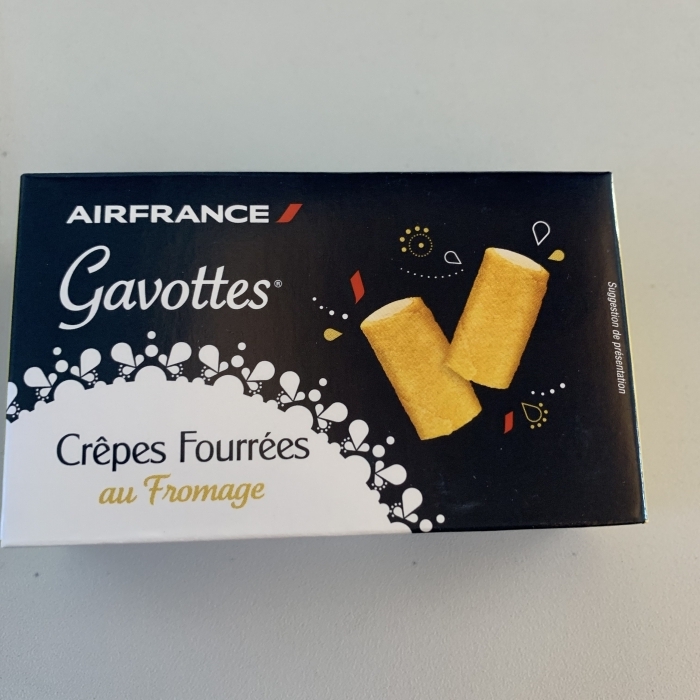 AIRFRANCE
Gavottes®
Crêpes Fourrées
au Fromage
Suggestion de présentation